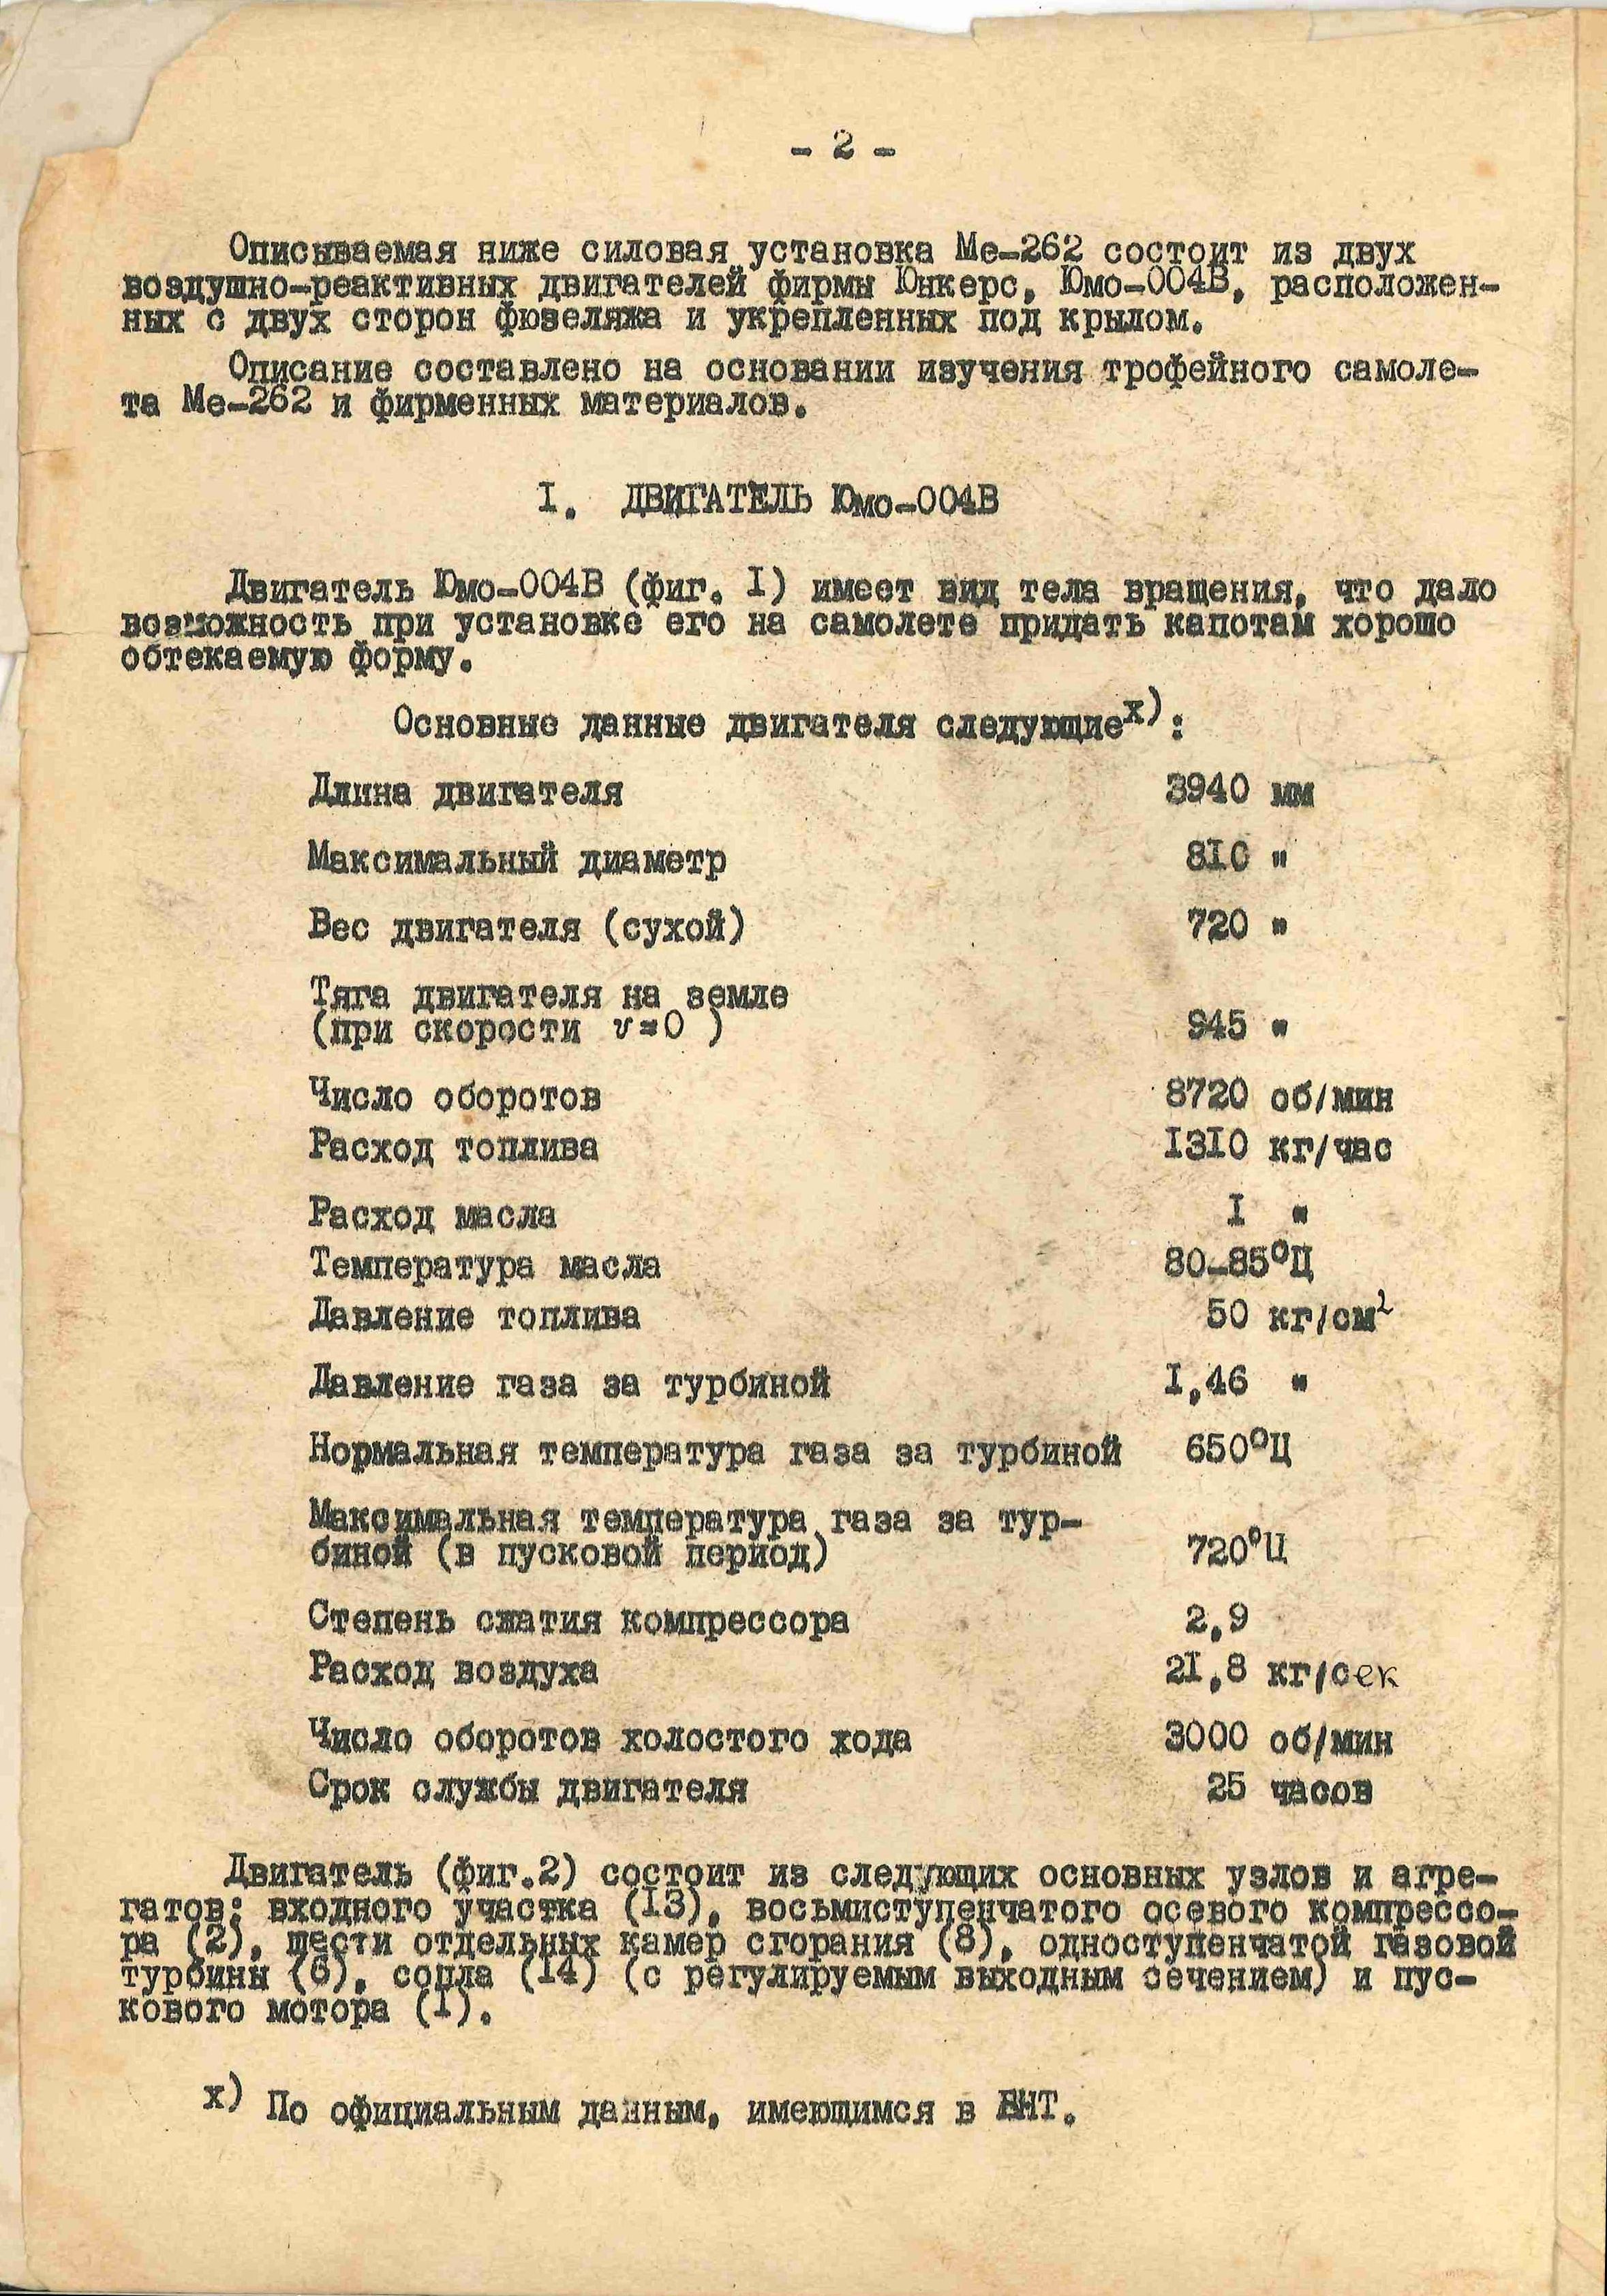 - 2 -
Описываемая ниже силовая установка Ме-262 состоит из двух
воздушно-реактивных двигателей фирмы Юнкерс, Юмо-004В, расположен-
ных с двух сторон фюзеляжа и укрепленных под крылом.
Описание составлено на основании изучения трофейного самоле-
та Ме-262 и фирменных материалов.
I. ДВИГАТЕЛЬ Юмо-004В
Двигатель Юмо-004В (фиг. I) имеет вид тела вращения, что дало
возможность при установке его на самолете придать капотам хорошо
обтекаемую форму.
Основные данные двигателя следующие х):
Длина двигателя 3940 мм
Максимальный диаметр 8I0 "
Вес двигателя (сухой) 720 "
Тяга двигателя на земле
(при скорости v=0 ) 945 "
Число оборотов 8720 об/мин
Расход топлива I3I0 кг/час
Расход масла I "
Температура масла 80-85°Ц
Давление топлива 50 кг/см²
Давление газа за турбиной I,46 "
Нормальная температура газа за турбиной 650°Ц
Максимальная температура газа за тур-
биной (в пусковой период) 720°Ц
Степень сжатия компрессора 2,9
Расход воздуха 2I,8 кг/сек
Число оборотов холостого хода 3000 об/мин
Срок службы двигателя 25 часов
Двигатель (фиг.2) состоит из следующих основных узлов и агре-
гатов: входного участка (I3), восьмиступенчатого осевого компрессо-
ра (2), шести отдельных камер сгорания (8), одноступенчатой газовой
турбины (6), сопла (I4) (с регулируемым выходным сечением) и пус-
кового мотора (I).
х) По официальным данным, имеющимся в БНТ.